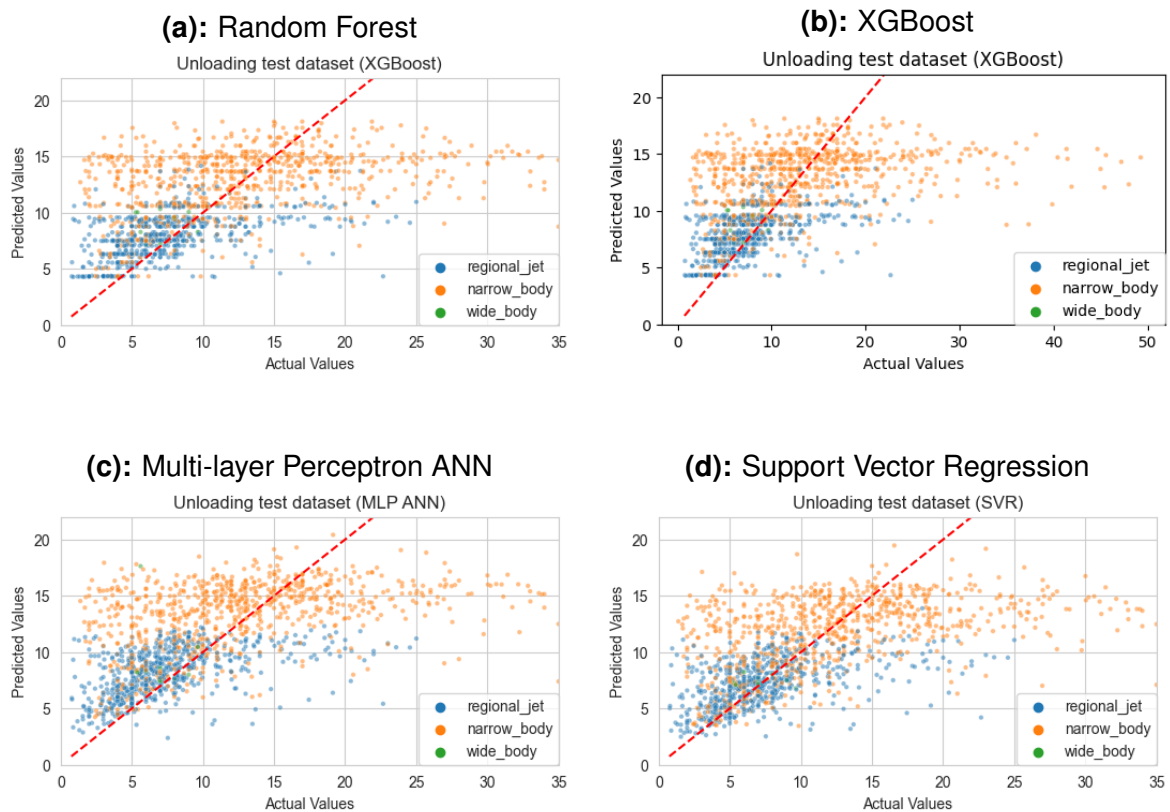 (a): Random Forest
Unloading test dataset (XGBoost)
Predicted Values
20
15
10
5
0
0 5 10 15 20 25 30 35
Actual Values
regional_jet
narrow_body
wide_body
(b): XGBoost
Unloading test dataset (XGBoost)
Predicted Values
20
15
10
5
0
0 10 20 30 40 50
Actual Values
regional_jet
narrow_body
wide_body
(c): Multi-layer Perceptron ANN
Unloading test dataset (MLP ANN)
Predicted Values
20
15
10
5
0
0 5 10 15 20 25 30 35
Actual Values
regional_jet
narrow_body
wide_body
(d): Support Vector Regression
Unloading test dataset (SVR)
Predicted Values
20
15
10
5
0
0 5 10 15 20 25 30 35
Actual Values
regional_jet
narrow_body
wide_body